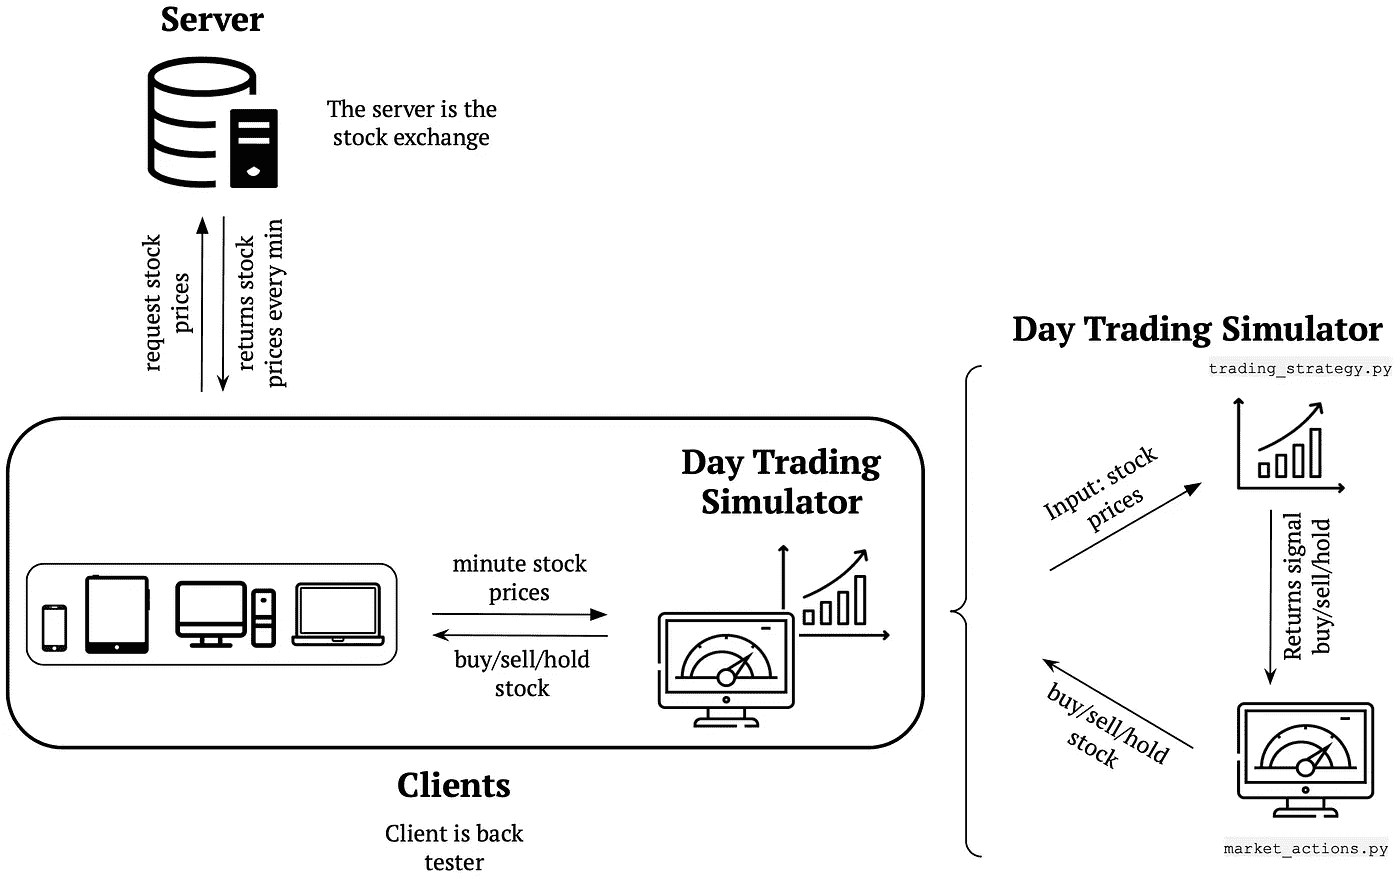 Server
The server is the
stock exchange
request stock
prices
returns stock
prices every min
Day Trading
Simulator
minute stock
prices
buy/sell/hold
stock
Clients
Client is back
tester
Day Trading Simulator
trading_strategy.py
Input: stock
prices
Returns signal
buy/sell/hold
buy/sell/hold
stock
market_actions.py